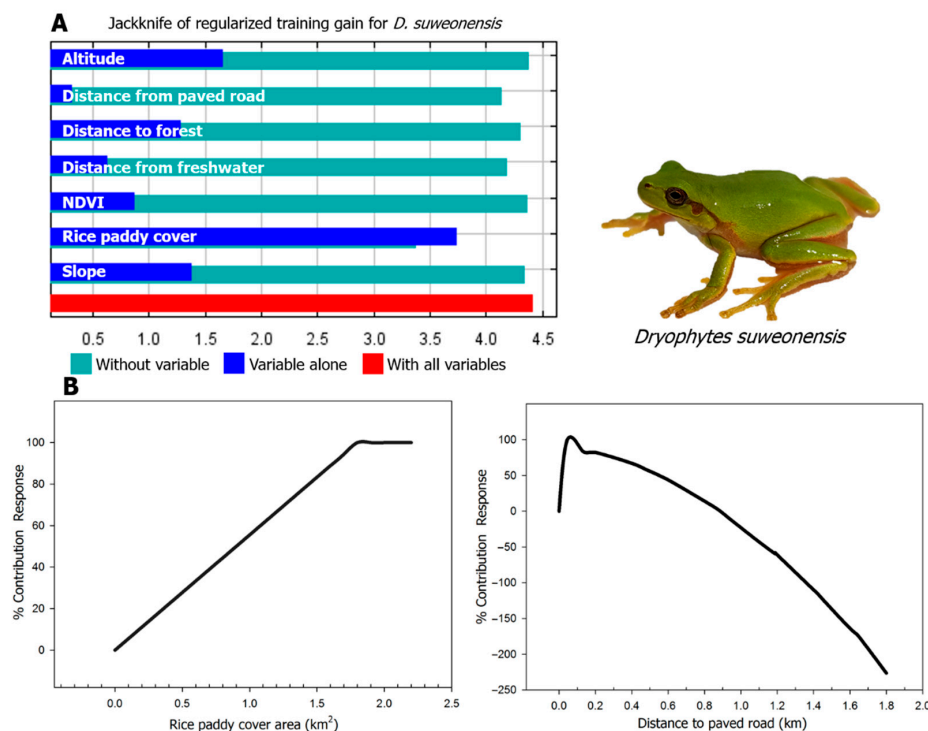 A
Jackknife of regularized training gain for D. suweonensis
Altitude
Distance from paved road
Distance to forest
Distance from freshwater
NDVI
Rice paddy cover
Slope
0.5 1.0 1.5 2.0 2.5 3.0 3.5 4.0 4.5
Without variable Variable alone With all variables
Dryophytes suweonensis
B
% Contribution Response
100
80
60
40
20
0
0.0 0.5 1.0 1.5 2.0 2.5
Rice paddy cover area (km²)
% Contribution Response
100
50
0
−50
−100
−150
−200
−250
0.0 0.2 0.4 0.6 0.8 1.0 1.2 1.4 1.6 1.8 2.0
Distance to paved road (km)